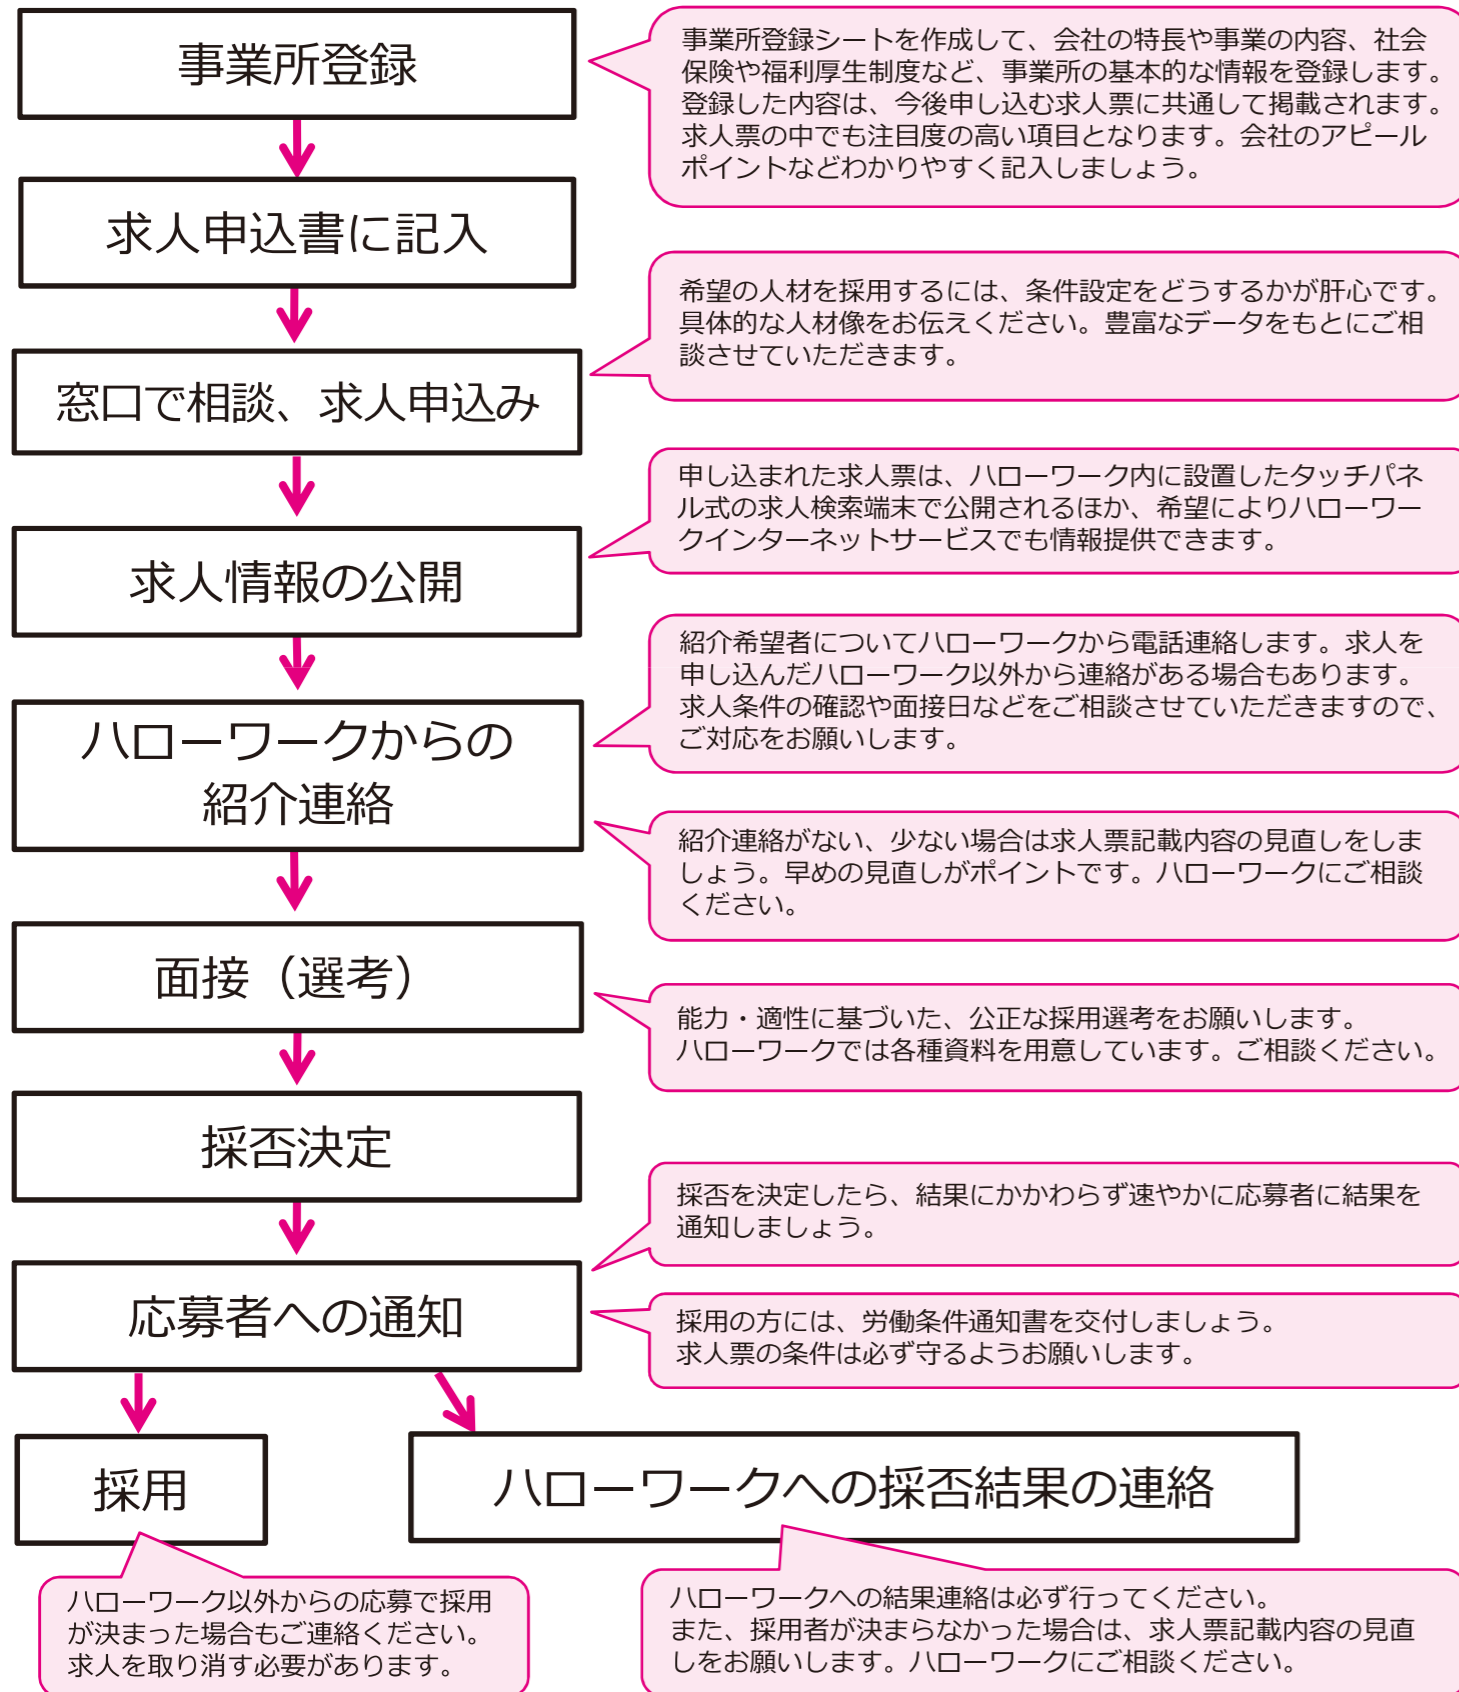 事業所登録
事業所登録シートを作成して、会社の特長や事業の内容、社会
保険や福利厚生制度など、事業所の基本的な情報を登録します。
登録した内容は、今後申し込む求人票に共通して掲載されます。
求人票の中でも注目度の高い項目となります。会社のアピール
ポイントなどわかりやすく記入しましょう。
求人申込書に記入
希望の人材を採用するには、条件設定をどうするかが肝心です。
具体的な人材像をお伝えください。豊富なデータをもとにご相
談させていただきます。
窓口で相談、求人申込み
申し込まれた求人票は、ハローワーク内に設置したタッチパネ
ル式の求人検索端末で公開されるほか、希望によりハローワー
クインターネットサービスでも情報提供できます。
求人情報の公開
紹介希望者についてハローワークから電話連絡します。求人を
申し込んだハローワーク以外から連絡がある場合もあります。
求人条件の確認や面接日などをご相談させていただきますので、
ご対応をお願いします。
ハローワークからの
紹介連絡
紹介連絡がない、少ない場合は求人票記載内容の見直しをしま
しょう。早めの見直しがポイントです。ハローワークにご相談
ください。
面接（選考）
能力・適性に基づいた、公正な採用選考をお願いします。
ハローワークでは各種資料を用意しています。ご相談ください。
採否決定
採否を決定したら、結果にかかわらず速やかに応募者に結果を
通知しましょう。
応募者への通知
採用の方には、労働条件通知書を交付しましょう。
求人票の条件は必ず守るようお願いします。
採用
ハローワークへの採否結果の連絡
ハローワーク以外からの応募で採用
が決まった場合もご連絡ください。
求人を取り消す必要があります。
ハローワークへの結果連絡は必ず行ってください。
また、採用者が決まらなかった場合は、求人票記載内容の見直
しをお願いします。ハローワークにご相談ください。